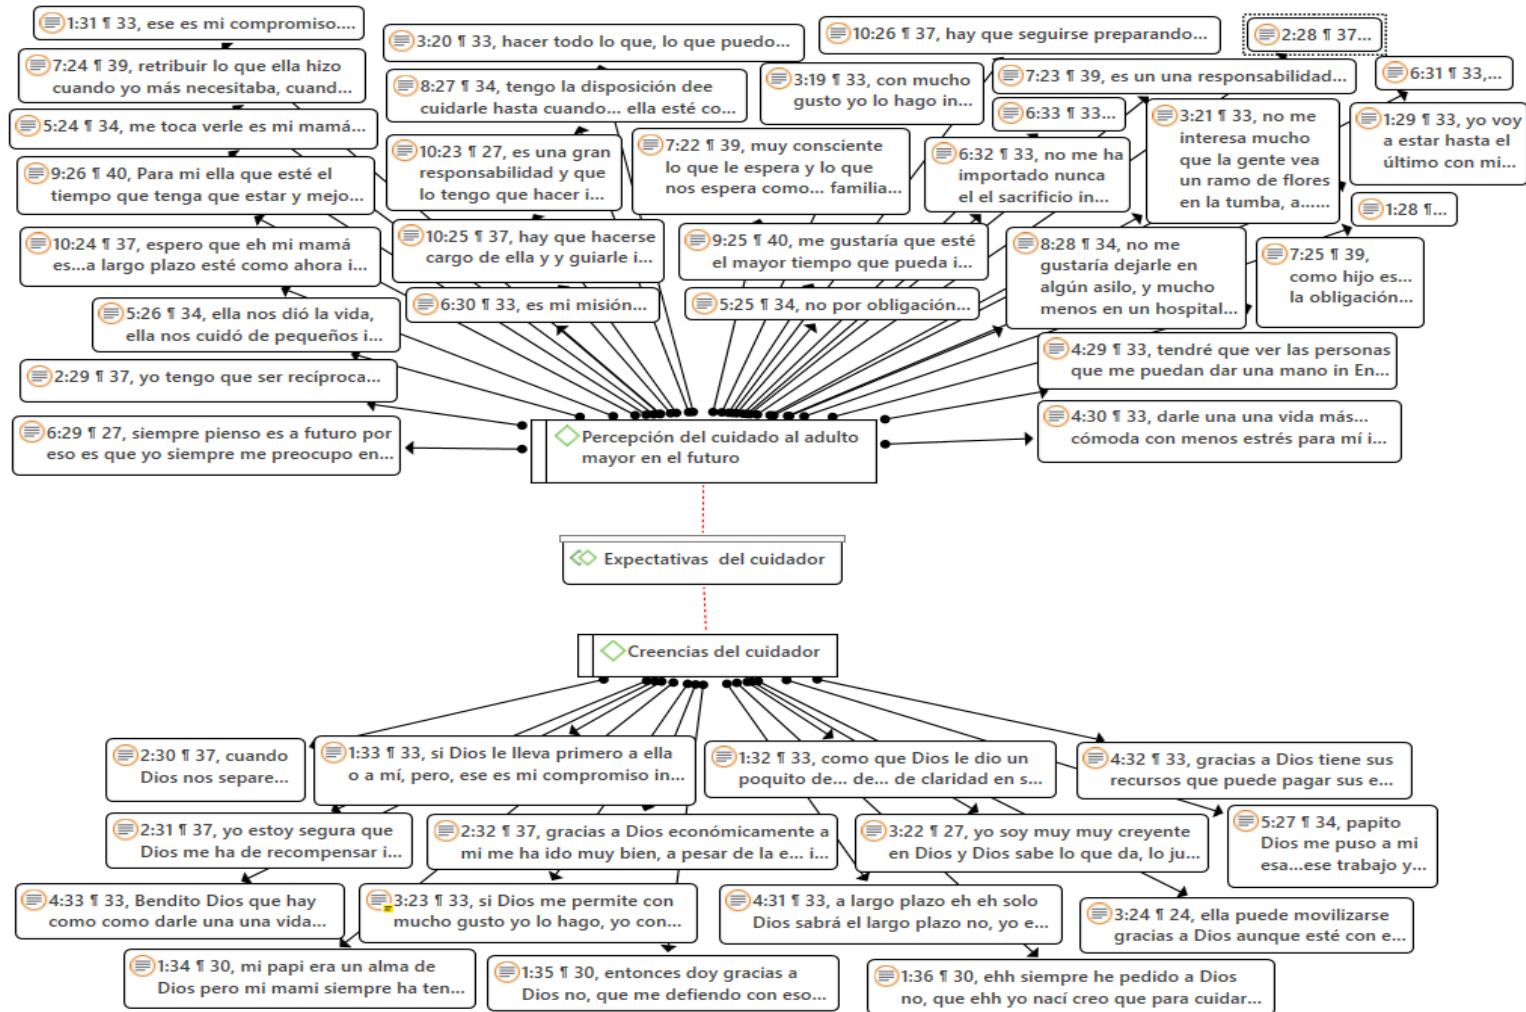 1:31 ¶ 33, ese es mi compromiso....
3:20 ¶ 33, hacer todo lo que, lo que puedo...
10:26 ¶ 37, hay que seguirse preparando...
2:28 ¶ 37...
7:24 ¶ 39, retribuir lo que ella hizo
cuando yo más necesitaba, cuand...
8:27 ¶ 34, tengo la disposición dee
cuidarle hasta cuando... ella esté co...
3:19 ¶ 33, con mucho
gusto yo lo hago in...
7:23 ¶ 39, es un una responsabilidad...
6:31 ¶ 33,...
5:24 ¶ 34, me toca verle es mi mamá...
10:23 ¶ 27, es una gran
responsabilidad y que
lo tengo que hacer i...
7:22 ¶ 39, muy consciente
lo que le espera y lo que
nos espera como... familia...
6:33 ¶ 33...
6:32 ¶ 33, no me ha
importado nunca
el el sacrificio in...
3:21 ¶ 33, no me
interesa mucho
que la gente vea
un ramo de flores
en la tumba, a......
1:29 ¶ 33, yo voy
a estar hasta el
último con mi...
9:26 ¶ 40, Para mi ella que esté el
tiempo que tenga que estar y mejo...
1:28 ¶...
10:24 ¶ 37, espero que eh mi mamá
es...a largo plazo esté como ahora i...
10:25 ¶ 37, hay que hacerse
cargo de ella y y guiarle i...
9:25 ¶ 40, me gustaría que esté
el mayor tiempo que pueda i...
8:28 ¶ 34, no me
gustaría dejarle en
algún asilo, y mucho
menos en un hospital...
7:25 ¶ 39,
como hijo es...
la obligación...
5:26 ¶ 34, ella nos dió la vida,
ella nos cuidó de pequeños i...
6:30 ¶ 33, es mi misión...
5:25 ¶ 34, no por obligación...
4:29 ¶ 33, tendré que ver las personas
que me puedan dar una mano in En...
2:29 ¶ 37, yo tengo que ser recíproca...
4:30 ¶ 33, darle una una vida más...
cómoda con menos estrés para mí i...
6:29 ¶ 27, siempre pienso es a futuro por
eso es que yo siempre me preocupo en...
Percepción del cuidado al adulto
mayor en el futuro
Expectativas del cuidador
Creencias del cuidador
2:30 ¶ 37, cuando
Dios nos separe...
1:33 ¶ 33, si Dios le lleva primero a ella
o a mí, pero, ese es mi compromiso in...
1:32 ¶ 33, como que Dios le dio un
poquito de... de... de claridad en s...
4:32 ¶ 33, gracias a Dios tiene sus
recursos que puede pagar sus e...
2:31 ¶ 37, yo estoy segura que
Dios me ha de recompensar i...
2:32 ¶ 37, gracias a Dios económicamente a
mi me ha ido muy bien, a pesar de la e... i...
3:22 ¶ 27, yo soy muy muy creyente
en Dios y Dios sabe lo que da, lo ju...
5:27 ¶ 34, papito
Dios me puso a mi
esa...ese trabajo y...
4:33 ¶ 33, Bendito Dios que hay
como como darle una una vida...
3:23 ¶ 33, si Dios me permite con
mucho gusto yo lo hago, yo con...
4:31 ¶ 33, a largo plazo eh eh solo
Dios sabrá el largo plazo no, yo e...
3:24 ¶ 24, ella puede movilizarse
gracias a Dios aunque esté con e...
1:34 ¶ 30, mi papi era un alma de
Dios pero mi mami siempre ha ten...
1:35 ¶ 30, entonces doy gracias a
Dios no, que me defiendo con eso...
1:36 ¶ 30, ehh siempre he pedido a Dios
no, que ehh yo nací creo que para cuidar...